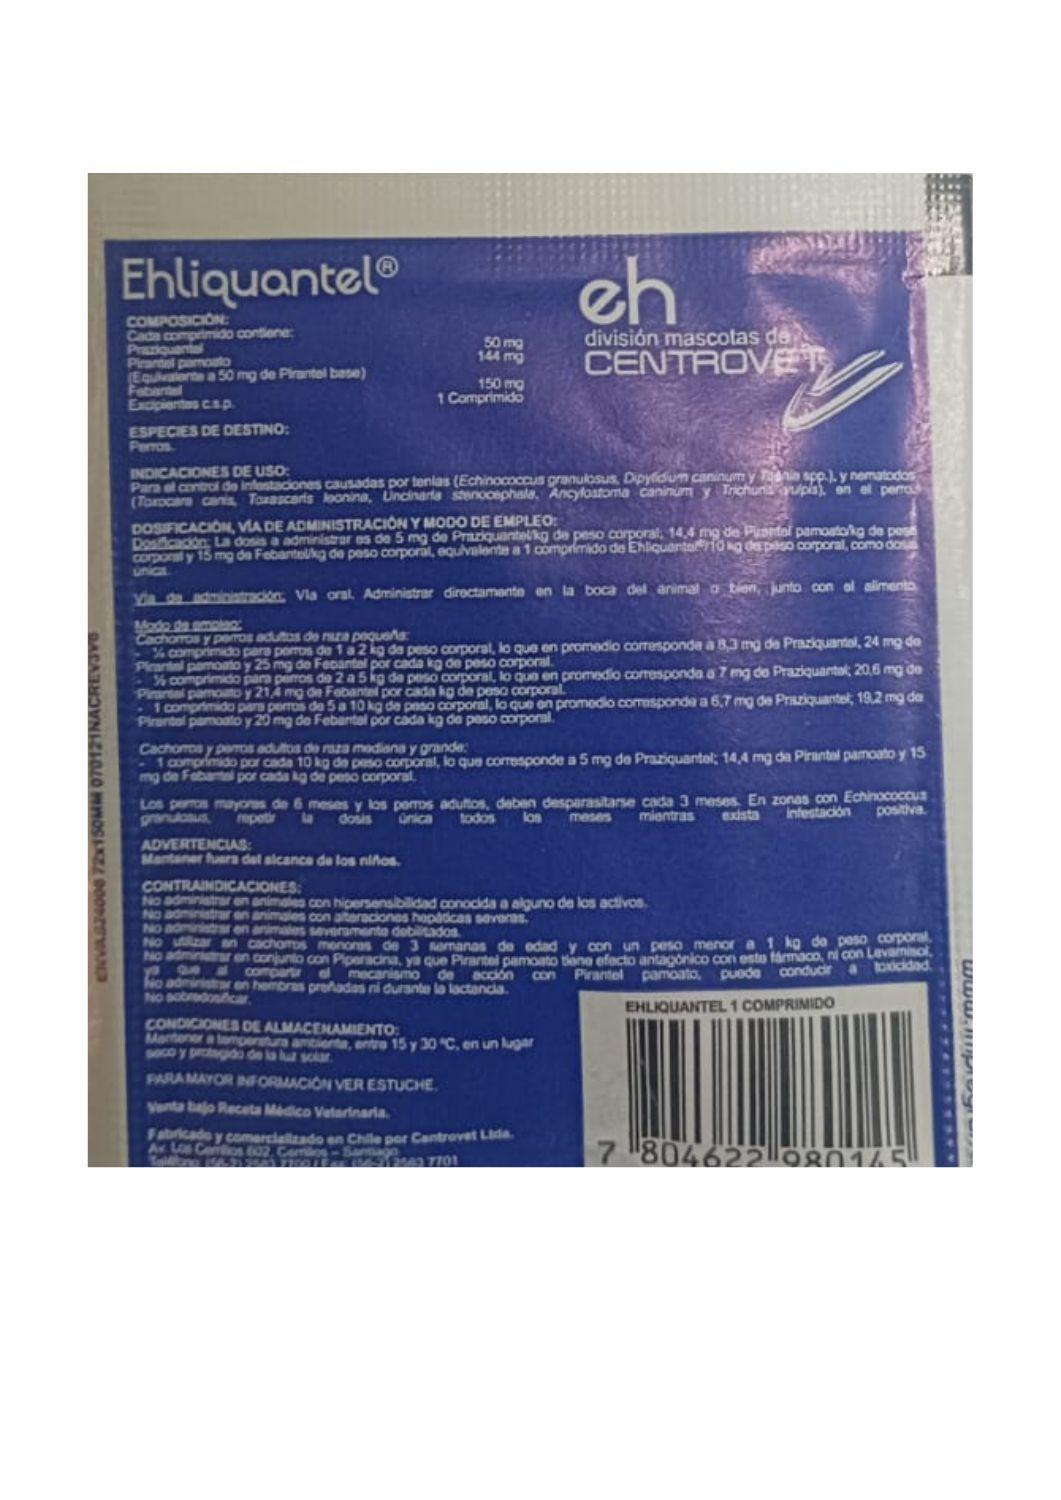 Ehliquantel®
eh
división mascotas de
CENTROVET
COMPOSICIÓN:
Cada comprimido contiene:
Praziquantel 50 mg
Pirantel pamoato 144 mg
(Equivalente a 50 mg de Pirantel base)
Febantel 150 mg
Excipientes c.s.p. 1 Comprimido
ESPECIES DE DESTINO:
Perros.
INDICACIONES DE USO:
Para el control de infestaciones causadas por tenias (Echinococcus granulosus, Dipylidium caninum y Taenia spp.), y nematodos
(Toxocara canis, Toxascaris leonina, Uncinaria stenocephala, Ancylostoma caninum y Trichuris vulpis), en el perro.
DOSIFICACIÓN, VÍA DE ADMINISTRACIÓN Y MODO DE EMPLEO:
Dosificación: La dosis a administrar es de 5 mg de Praziquantel/kg de peso corporal; 14,4 mg de Pirantel pamoato/kg de peso
corporal y 15 mg de Febantel/kg de peso corporal, equivalente a 1 comprimido de Ehliquantel®/10 kg de peso corporal, como dosis
única.
Vía de administración: Vía oral. Administrar directamente en la boca del animal o bien, junto con el alimento.
Modo de empleo:
Cachorros y perros adultos de raza pequeña:
- ¼ comprimido para perros de 1 a 2 kg de peso corporal, lo que en promedio corresponde a 8,3 mg de Praziquantel, 24 mg de
Pirantel pamoato y 25 mg de Febantel por cada kg de peso corporal.
- ½ comprimido para perros de 2 a 5 kg de peso corporal, lo que en promedio corresponde a 7 mg de Praziquantel; 20,6 mg de
Pirantel pamoato y 21,4 mg de Febantel por cada kg de peso corporal.
- 1 comprimido para perros de 5 a 10 kg de peso corporal, lo que en promedio corresponde a 6,7 mg de Praziquantel; 19,2 mg de
Pirantel pamoato y 20 mg de Febantel por cada kg de peso corporal.
Cachorros y perros adultos de raza mediana y grande:
- 1 comprimido por cada 10 kg de peso corporal, lo que corresponde a 5 mg de Praziquantel; 14,4 mg de Pirantel pamoato y 15
mg de Febantel por cada kg de peso corporal.
Los perros mayores de 6 meses y los perros adultos, deben desparasitarse cada 3 meses. En zonas con Echinococcus
granulosus, repetir la dosis única todos los meses mientras exista infestación positiva.
ADVERTENCIAS:
Mantener fuera del alcance de los niños.
CONTRAINDICACIONES:
No administrar en animales con hipersensibilidad conocida a alguno de los activos.
No administrar en animales con alteraciones hepáticas severas.
No administrar en animales severamente debilitados.
No utilizar en cachorros menores de 3 semanas de edad y con un peso menor a 1 kg de peso corporal.
No administrar en conjunto con Piperacina, ya que Pirantel pamoato tiene efecto antagónico con este fármaco, ni con Levamisol,
ya que al compartir el mecanismo de acción con Pirantel pamoato, puede conducir a toxicidad.
No administrar en hembras preñadas ni durante la lactancia.
No sobredosificar.
CONDICIONES DE ALMACENAMIENTO:
Mantener a temperatura ambiente, entre 15 y 30 °C, en un lugar
seco y protegido de la luz solar.
PARA MAYOR INFORMACIÓN VER ESTUCHE.
Venta bajo Receta Médico Veterinaria.
Fabricado y comercializado en Chile por Centrovet Ltda.
Av. Los Cerrillos 602, Cerrillos – Santiago
EHLIQUANTEL 1 COMPRIMIDO
7 804622 980145
72x150MM 070121